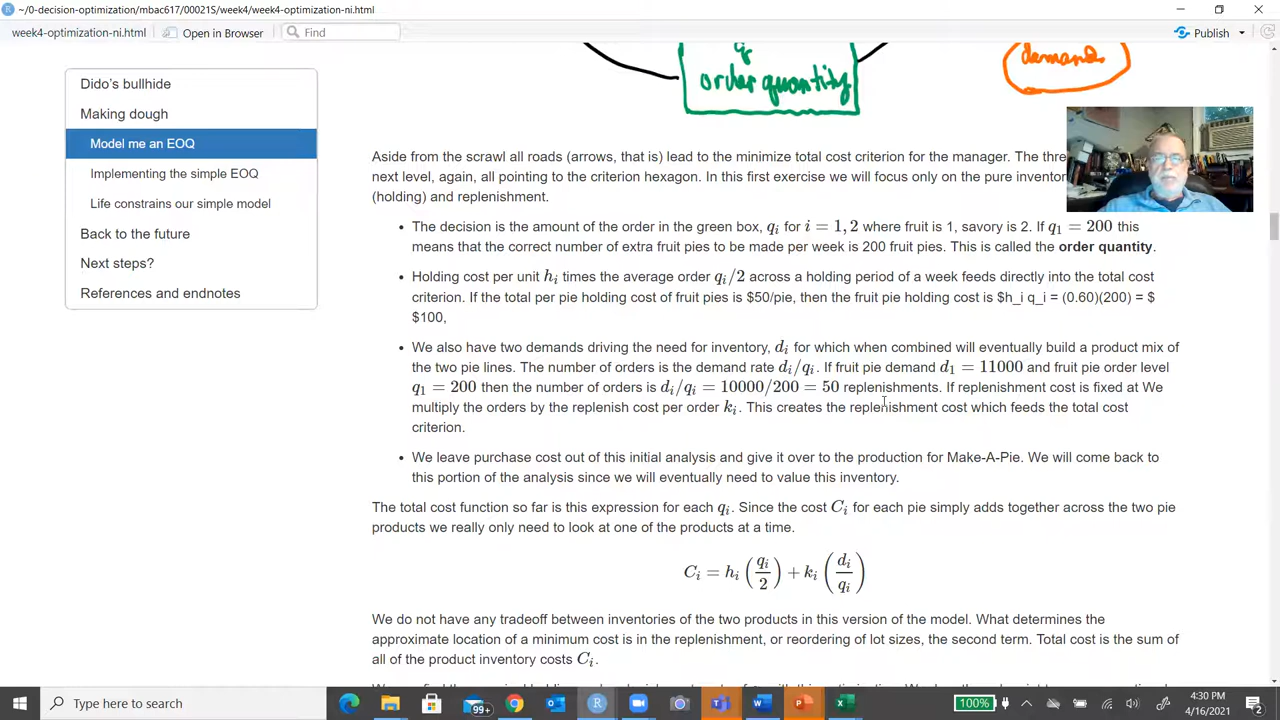 ~/0-decision-optimization/mbac617/00021S/week4/week4-optimization-ni.html
week4-optimization-ni.html
Open in Browser
Find
Publish
Dido's bullhide
Making dough
Model me an EOQ
Implementing the simple EOQ
Life constrains our simple model
Back to the future
Next steps?
References and endnotes
order quantity
demands
Aside from the scrawl all roads (arrows, that is) lead to the minimize total cost criterion for the manager. The
next level, again, all pointing to the criterion hexagon. In this first exercise we will focus only on the pure
(holding) and replenishment.
• The decision is the amount of the order in the green box, q_i for i = 1, 2 where fruit is 1, savory is 2. If q_1 = 200 this
means that the correct number of extra fruit pies to be made per week is 200 fruit pies. This is called the order quantity.
• Holding cost per unit h_i times the average order q_i/2 across a holding period of a week feeds directly into the total cost
criterion. If the total per pie holding cost of fruit pies is $50/pie, then the fruit pie holding cost is $h_i q_i = (0.60)(200) = $
$100,
• We also have two demands driving the need for inventory, d_i for which when combined will eventually build a product mix of
the two pie lines. The number of orders is the demand rate d_i/q_i. If fruit pie demand d_1 = 11000 and fruit pie order level
q_1 = 200 then the number of orders is d_i/q_i = 10000/200 = 50 replenishments. If replenishment cost is fixed at We
multiply the orders by the replenish cost per order k_i. This creates the replenishment cost which feeds the total cost
criterion.
• We leave purchase cost out of this initial analysis and give it over to the production for Make-A-Pie. We will come back to
this portion of the analysis since we will eventually need to value this inventory.
The total cost function so far is this expression for each q_i. Since the cost C_i for each pie simply adds together across the two pie
products we really only need to look at one of the products at a time.
C_i = h_i (q_i/2) + k_i (d_i/q_i)
We do not have any tradeoff between inventories of the two products in this version of the model. What determines the
approximate location of a minimum cost is in the replenishment, or reordering of lot sizes, the second term. Total cost is the sum of
all of the product inventory costs C_i.
Type here to search
99+
100%
4:30 PM
4/16/2021
2